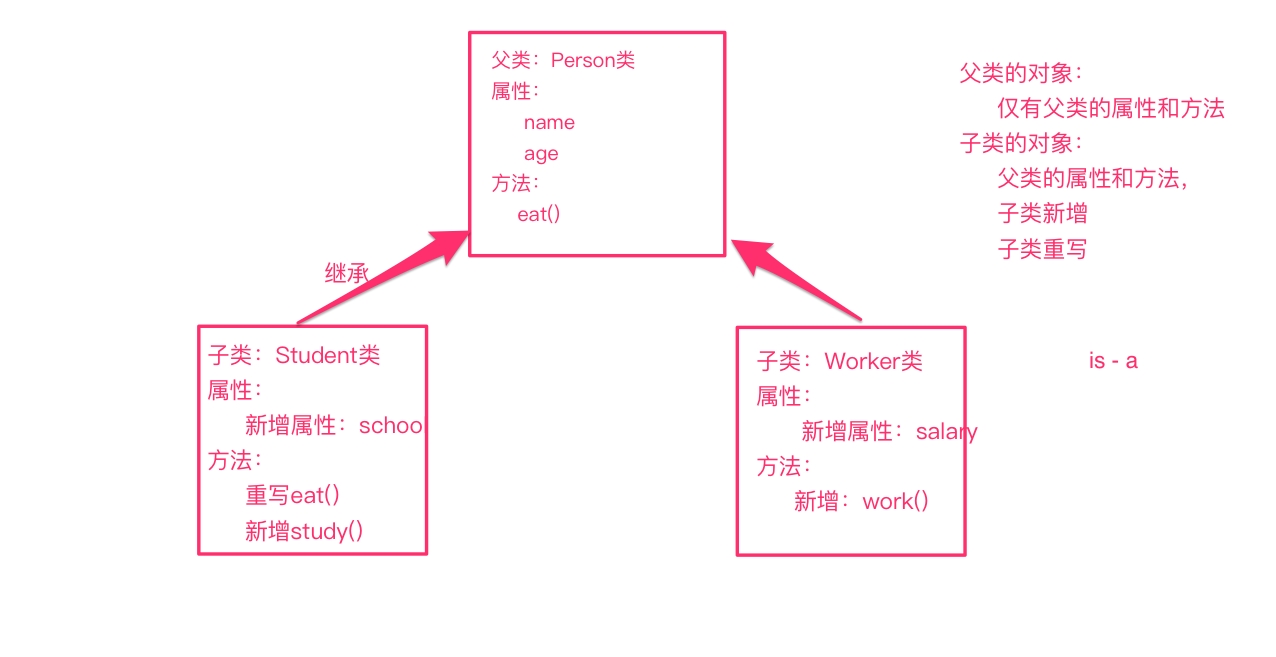 父类：Person类
属性：
name
age
方法：
eat()
父类的对象：
仅有父类的属性和方法
子类的对象：
父类的属性和方法，
子类新增
子类重写
继承
子类：Student类
属性：
新增属性：school
方法：
重写eat()
新增study()
子类：Worker类
属性：
新增属性：salary
方法：
新增：work()
is - a